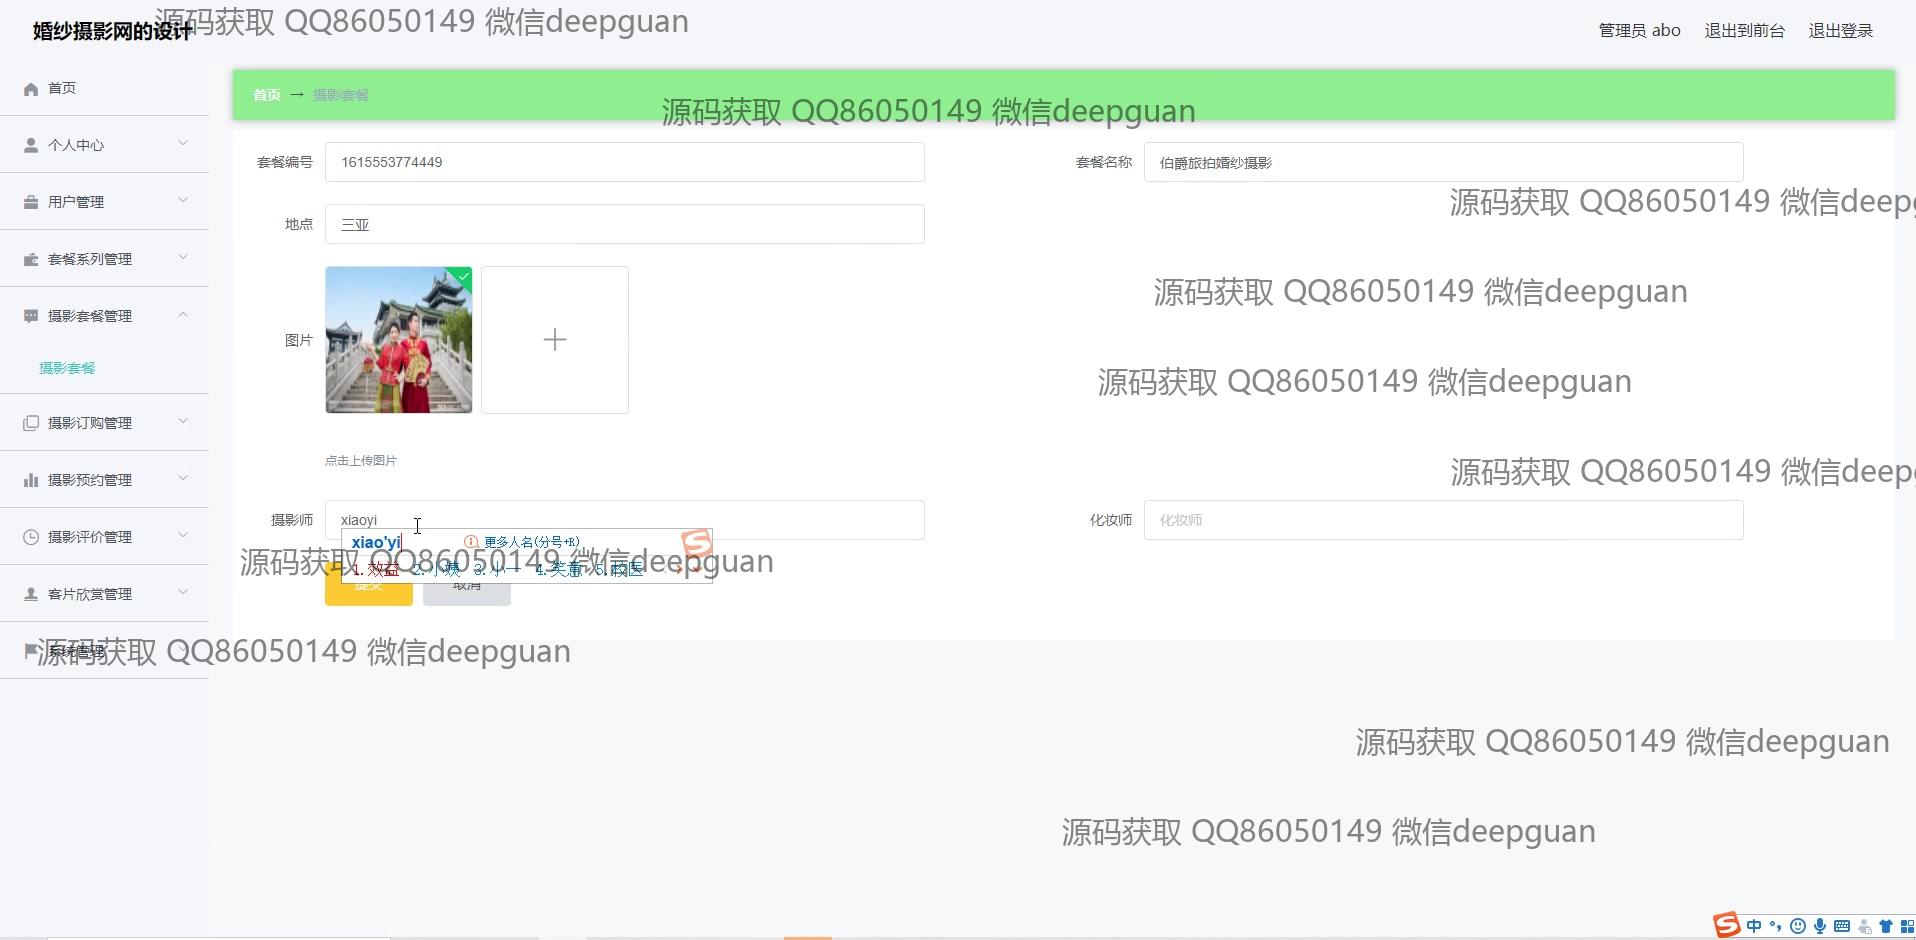 婚纱摄影网的设计
源码获取 QQ86050149 微信deepguan
管理员 abo
退出到前台
退出登录
首页
个人中心
用户管理
套餐系列管理
摄影套餐管理
摄影套餐
摄影订购管理
摄影预约管理
摄影评价管理
客片欣赏管理
系统管理
首页 → 摄影套餐
源码获取 QQ86050149 微信deepguan
套餐编号
1615553774449
套餐名称
伯爵旅拍婚纱摄影
源码获取 QQ86050149 微信deepg
地点
三亚
源码获取 QQ86050149 微信deepguan
图片
源码获取 QQ86050149 微信deepguan
点击上传图片
源码获取 QQ86050149 微信deep
摄影师
xiaoyi
化妆师
化妆师
xiao'yi
更多人名(分号+R)
源码获取 QQ86050149 微信deepguan
1.效益 2.小姨 3.小一 4.笑意 5.校医
提交
取消
源码获取 QQ86050149 微信deepguan
源码获取 QQ86050149 微信deepguan
源码获取 QQ86050149 微信deepguan
中